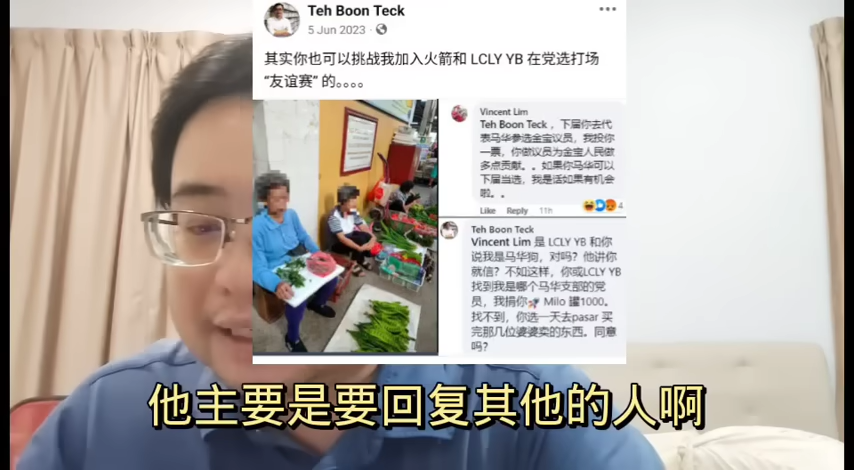 Teh Boon Teck
5 Jun 2023
其实你也可以挑战我加入火箭和 LCLY YB 在党选打场
“友谊赛” 的。。。。
Vincent Lim
Teh Boon Teck ，下届你去代
表马华参选金宝议员，我投你
一票，你做议员为金宝人民做
多点贡献。。如果你马华可以
下届当选，我是话如果有机会
啦。。
Like Reply 11h
4
Teh Boon Teck
Vincent Lim 是 LCLY YB 和你
说我是马华狗，对吗？他讲你
就信？不如这样，你或LCLY YB
找到我是哪个马华支部的党
员，我捐你🚀 Milo 罐1000。
找不到，你选一天去pasar 买
完那几位婆婆卖的东西。同意
吗？
他主要是要回复其他的人啊